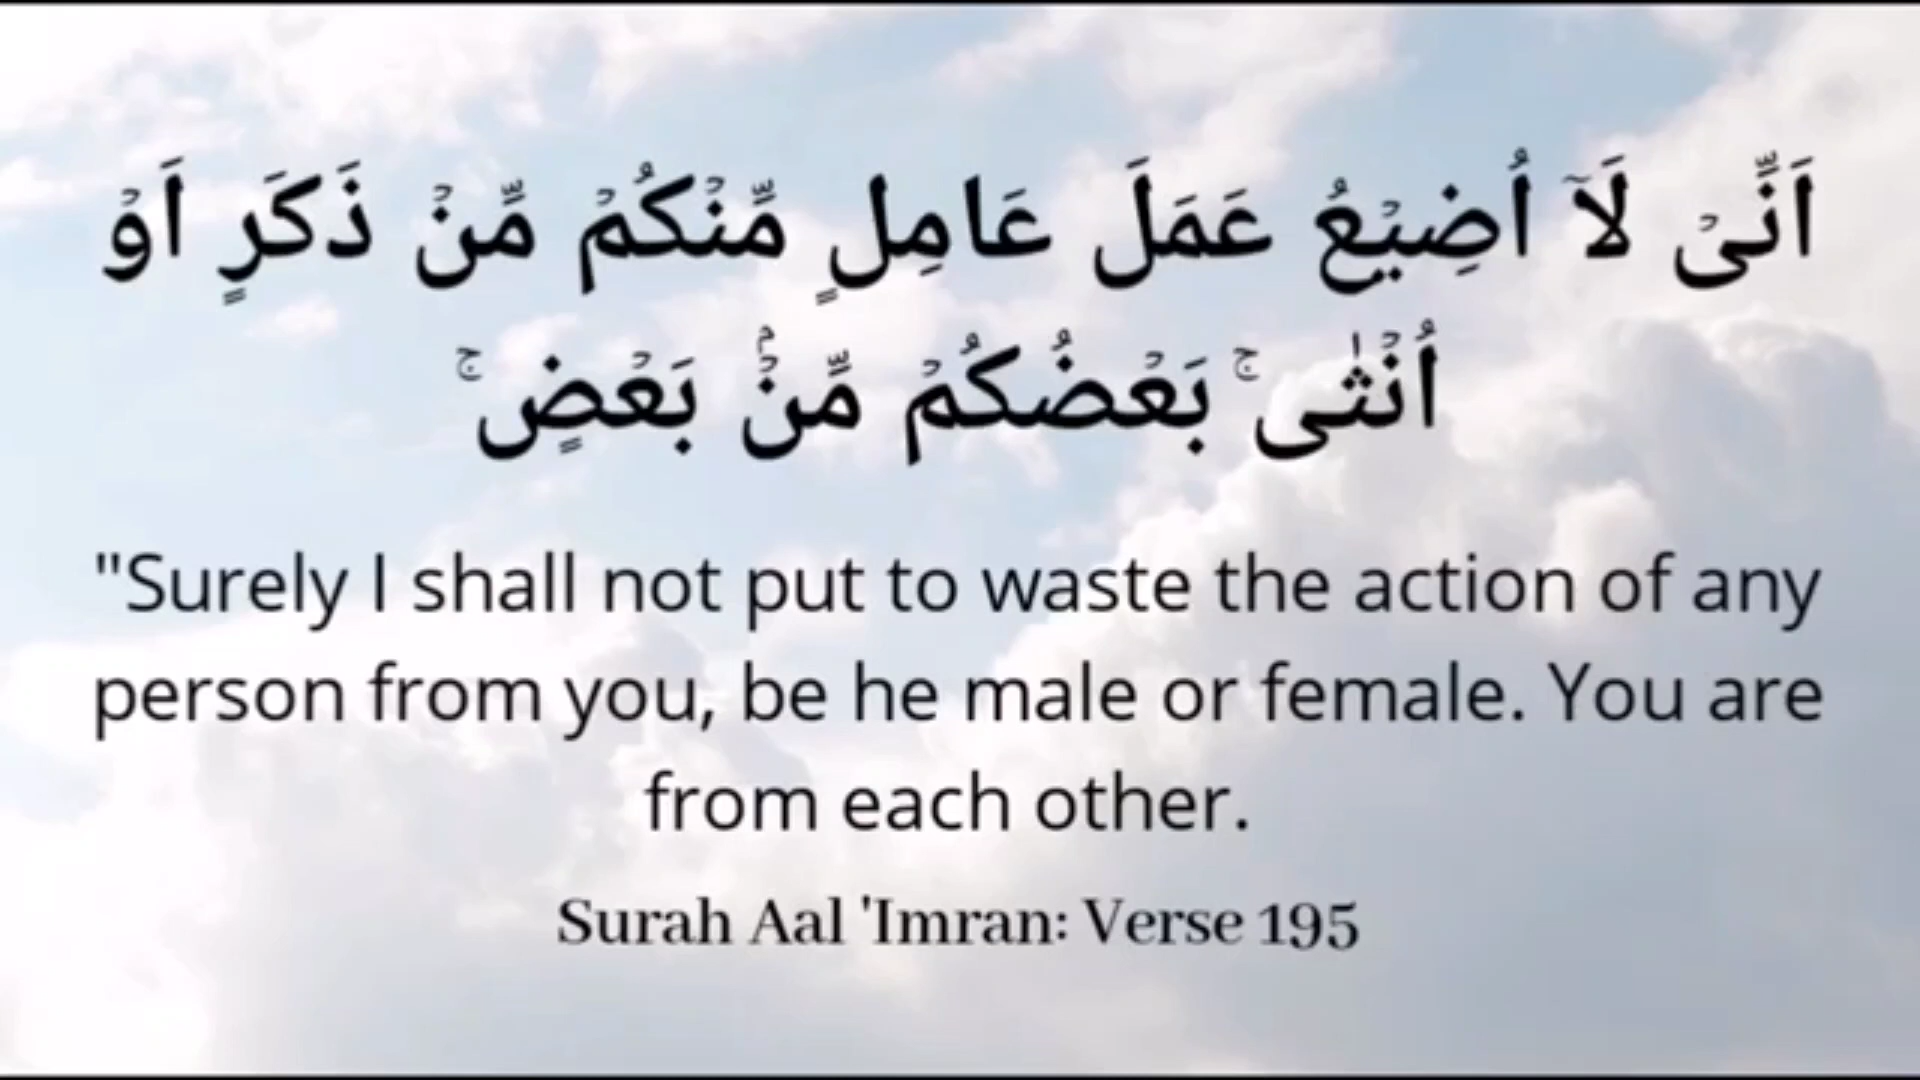 اَنِّىۡ لَاۤ اُضِيۡعُ عَمَلَ عَامِلٍ مِّنۡكُمۡ مِّنۡ ذَكَرٍ اَوۡ
اُنۡثٰى​ۚ بَعۡضُكُمۡ مِّنۡۢ بَعۡضٍ​ۚ
"Surely I shall not put to waste the action of any
person from you, be he male or female. You are
from each other.
Surah Aal 'Imran: Verse 195